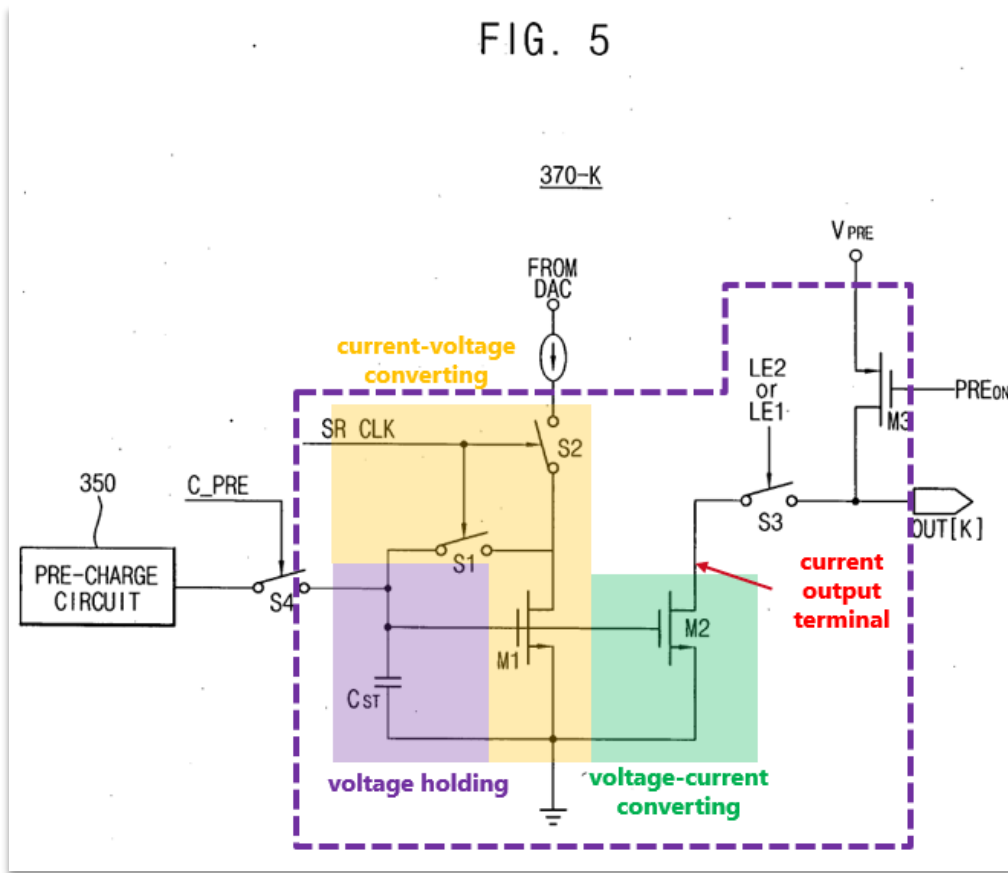 FIG. 5
370-K
VPRE
FROM
DAC
current-voltage
converting
LE2
or
LE1
PREON
M3
SR CLK
S2
350
C_PRE
S3
OUT[K]
S1
PRE-CHARGE
CIRCUIT
S4
current
output
terminal
M1
M2
CST
voltage holding
voltage-current
converting